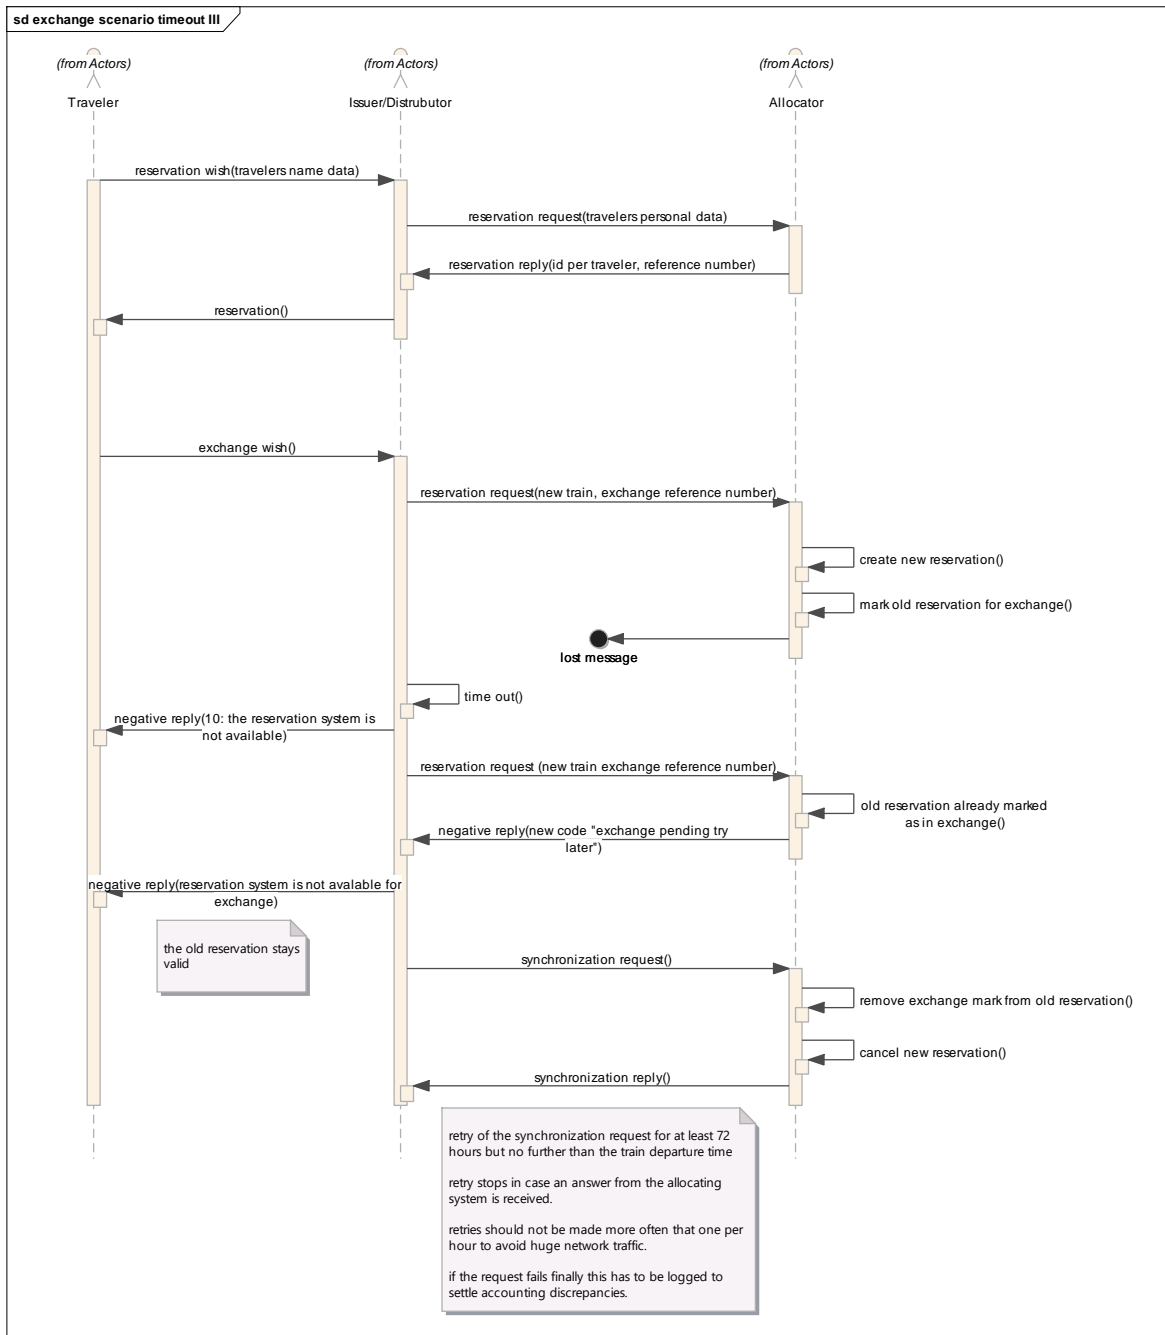 sd exchange scenario timeout III
(from Actors)
(from Actors)
(from Actors)
Traveler
Issuer/Distrubutor
Allocator
reservation wish(travelers name data)
reservation request(travelers personal data)
reservation reply(id per traveler, reference number)
reservation()
exchange wish()
reservation request(new train, exchange reference number)
create new reservation()
mark old reservation for exchange()
lost message
time out()
negative reply(10: the reservation system is
not available)
reservation request (new train exchange reference number)
old reservation already marked
as in exchange()
negative reply(new code "exchange pending try
later")
negative reply(reservation system is not avalable for
exchange)
the old reservation stays
valid
synchronization request()
remove exchange mark from old reservation()
cancel new reservation()
synchronization reply()
retry of the synchronization request for at least 72
hours but no further than the train departure time
retry stops in case an answer from the allocating
system is received.
retries should not be made more often that one per
hour to avoid huge network traffic.
if the request fails finally this has to be logged to
settle accounting discrepancies.